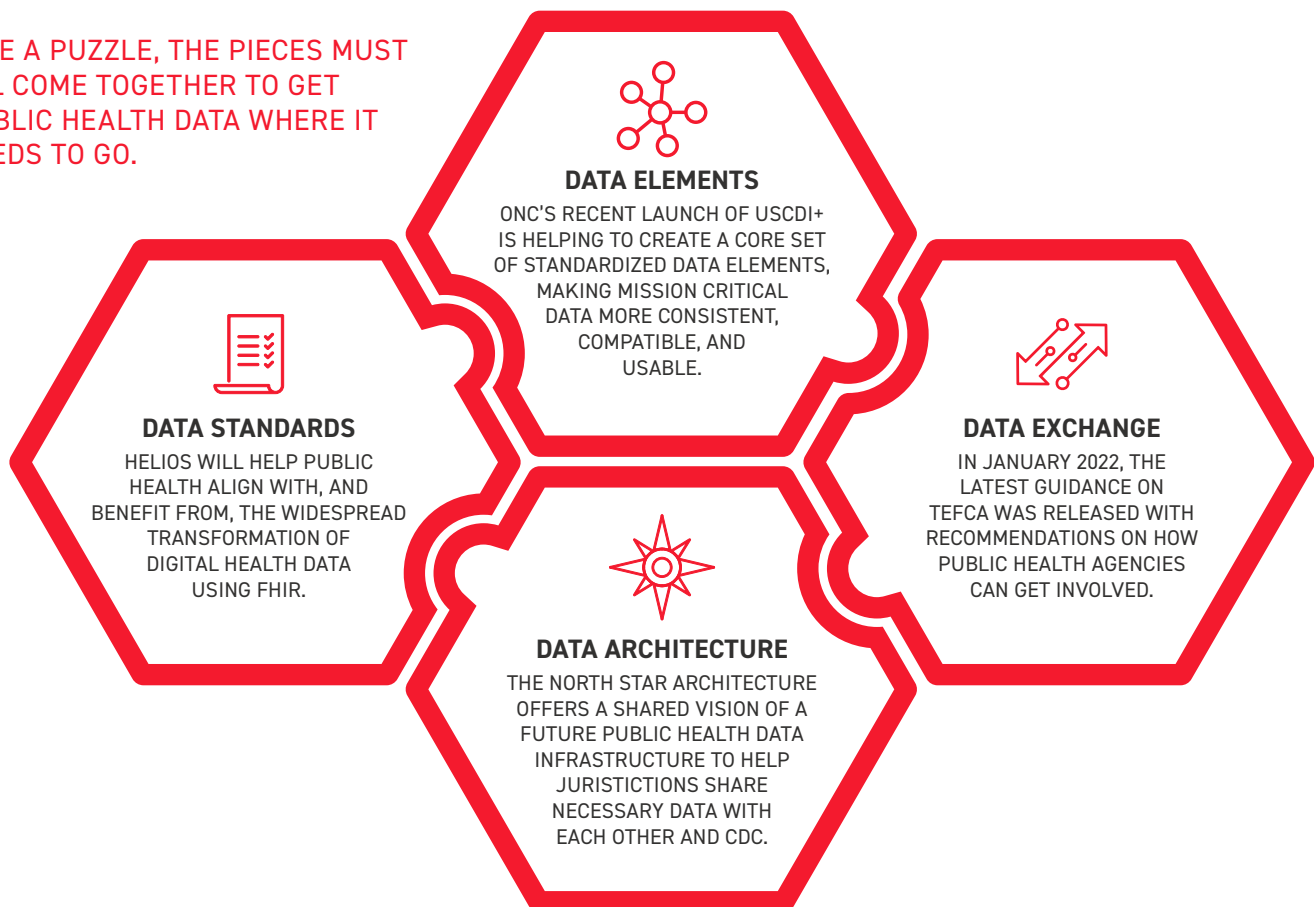 E A PUZZLE, THE PIECES MUST
L COME TOGETHER TO GET
BLIC HEALTH DATA WHERE IT
EDS TO GO.
DATA ELEMENTS
ONC'S RECENT LAUNCH OF USCDI+
IS HELPING TO CREATE A CORE SET
OF STANDARDIZED DATA ELEMENTS,
MAKING MISSION CRITICAL
DATA MORE CONSISTENT,
COMPATIBLE, AND
USABLE.
DATA STANDARDS
HELIOS WILL HELP PUBLIC
HEALTH ALIGN WITH, AND
BENEFIT FROM, THE WIDESPREAD
TRANSFORMATION OF
DIGITAL HEALTH DATA
USING FHIR.
DATA EXCHANGE
IN JANUARY 2022, THE
LATEST GUIDANCE ON
TEFCA WAS RELEASED WITH
RECOMMENDATIONS ON HOW
PUBLIC HEALTH AGENCIES
CAN GET INVOLVED.
DATA ARCHITECTURE
THE NORTH STAR ARCHITECTURE
OFFERS A SHARED VISION OF A
FUTURE PUBLIC HEALTH DATA
INFRASTRUCTURE TO HELP
JURISTICTIONS SHARE
NECESSARY DATA WITH
EACH OTHER AND CDC.